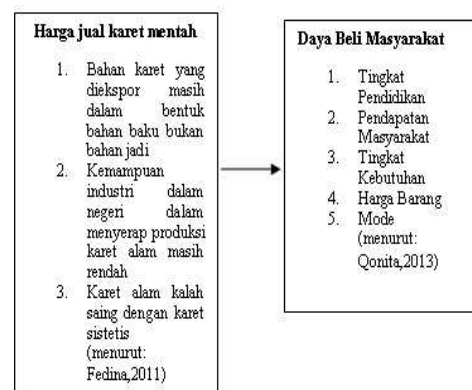 Harga jual karet mentah
1. Bahan karet yang
diekspor masih
dalam bentuk
bahan baku bukan
bahan jadi
2. Kemampuan
industri dalam
negeri dalam
menyerap produksi
karet alam masih
rendah
3. Karet alam kalah
saing dengan karet
sistetis
(menurut:
Fedina,2011)
Daya Beli Masyarakat
1. Tingkat
Pendidikan
2. Pendapatan
Masyarakat
3. Tingkat
Kebutuhan
4. Harga Barang
5. Mode
(menurut:
Qonita,2013)